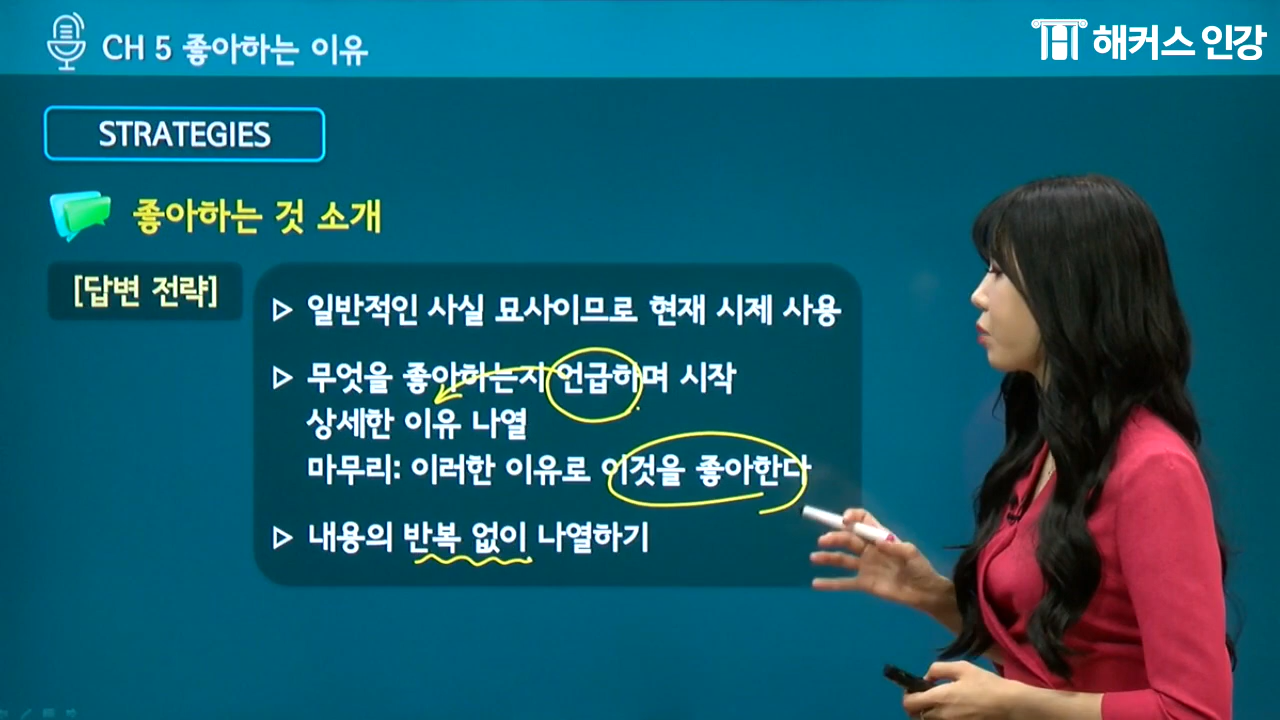 CH 5 좋아하는 이유
해커스 인강
STRATEGIES
좋아하는 것 소개
[답변 전략]
▷ 일반적인 사실 묘사이므로 현재 시제 사용
▷ 무엇을 좋아하는지 언급하며 시작
상세한 이유 나열
마무리: 이러한 이유로 이것을 좋아한다
▷ 내용의 반복 없이 나열하기